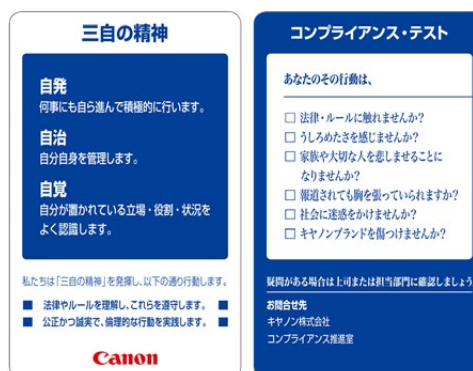 三自の精神
自発
何事にも自ら進んで積極的に行います。
自治
自分自身を管理します。
自覚
自分が置かれている立場・役割・状況を
よく認識します。
私たちは「三自の精神」を発揮し、以下の通り行動します。
■ 法律やルールを理解し、これらを遵守します。 ■
■ 公正かつ誠実で、倫理的な行動を実践します。 ■
Canon
コンプライアンス・テスト
あなたのその行動は、
□ 法律・ルールに触れませんか?
□ うしろめたさを感じませんか?
□ 家族や大切な人を悲しませることに
なりませんか?
□ 報道されても胸を張っていられますか?
□ 社会に迷惑をかけませんか?
□ キヤノンブランドを傷つけませんか?
疑問がある場合は上司または担当部門に確認しましょう
お問合せ先
キヤノン株式会社
コンプライアンス推進室